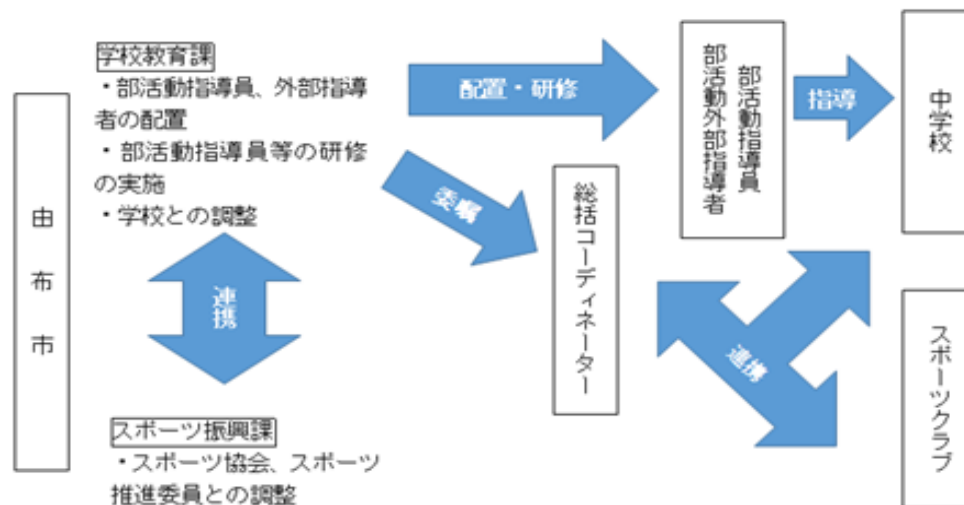 由布市
学校教育課
・部活動指導員、外部指導
者の配置
・部活動指導員等の研修
の実施
・学校との調整
連携
スポーツ振興課
・スポーツ協会、スポーツ
推進委員との調整
配置・研修
委嘱
総括コーディネーター
部活動指導員
部活動外部指導者
指導
連携
中学校
スポーツクラブ